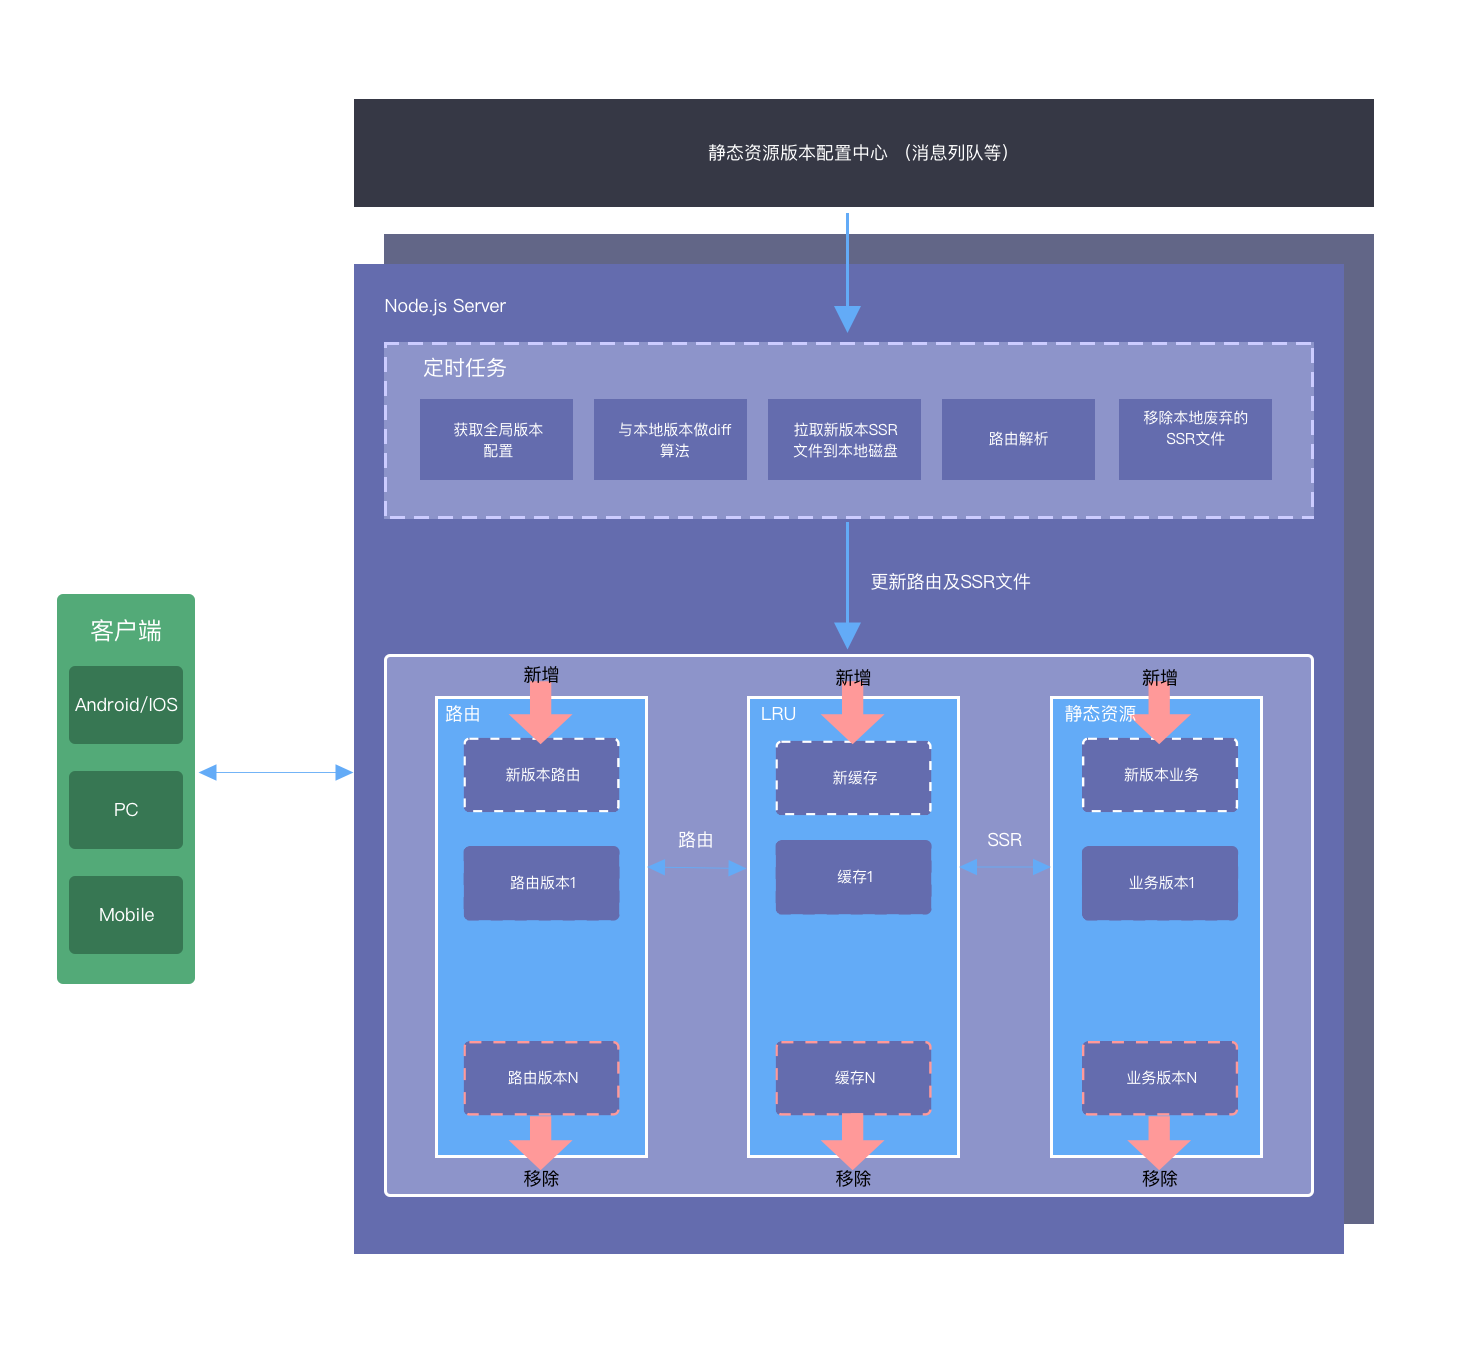 静态资源版本配置中心 （消息列队等）
Node.js Server
定时任务
获取全局版本
配置
与本地版本做diff
算法
拉取新版本SSR
文件到本地磁盘
路由解析
移除本地废弃的
SSR文件
更新路由及SSR文件
客户端
Android/IOS
PC
Mobile
新增
路由
新版本路由
路由版本1
路由版本N
移除
路由
新增
LRU
新缓存
缓存1
缓存N
移除
SSR
新增
静态资源
新版本业务
业务版本1
业务版本N
移除